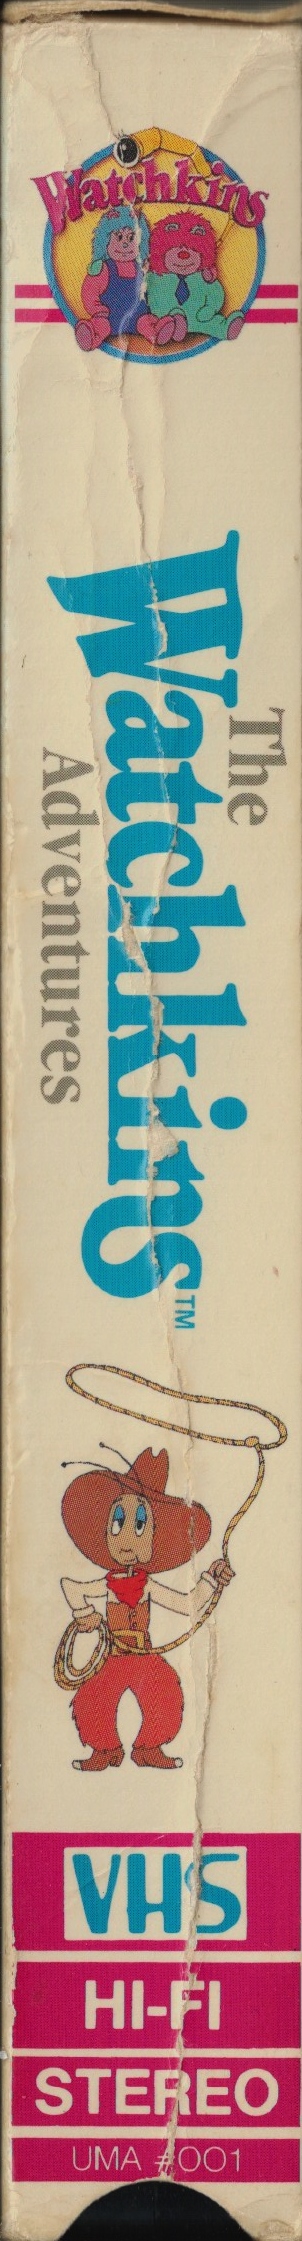 Watchkins
The
Watchkins™
Adventures
VHS
HI-FI
STEREO
UMA #001